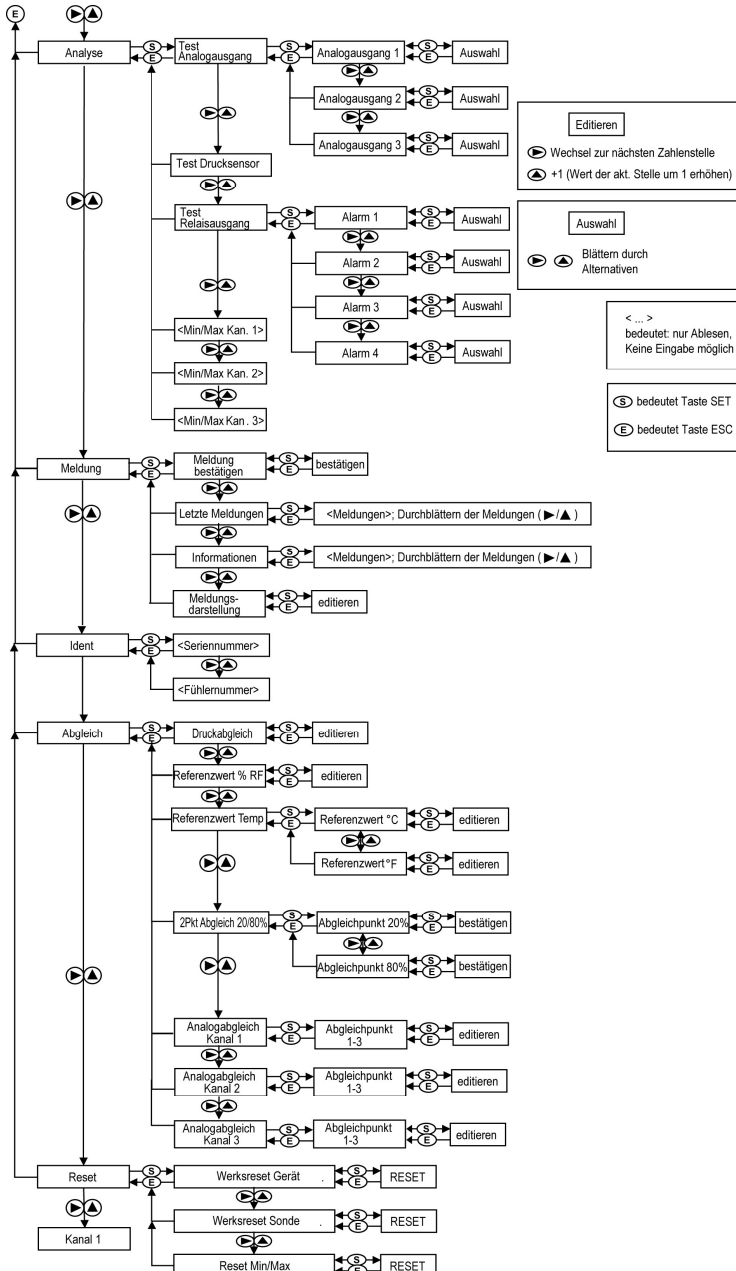 E
Analyse
S
E
Test
Analogausgang
S
E
Analogausgang 1
S
E
Auswahl
Analogausgang 2
S
E
Auswahl
Analogausgang 3
S
E
Auswahl
Test Drucksensor
Test
Relaisausgang
S
E
Alarm 1
S
E
Auswahl
Alarm 2
S
E
Auswahl
Alarm 3
S
E
Auswahl
Alarm 4
S
E
Auswahl
<Min/Max Kan. 1>
<Min/Max Kan. 2>
<Min/Max Kan. 3>
Editieren
Wechsel zur nächsten Zahlenstelle
+1 (Wert der akt. Stelle um 1 erhöhen)
Auswahl
Blättern durch
Alternativen
< ... >
bedeutet: nur Ablesen,
Keine Eingabe möglich
S bedeutet Taste SET
E bedeutet Taste ESC
Meldung
S
E
Meldung
bestätigen
S
E
bestätigen
Letzte Meldungen
S
E
<Meldungen>; Durchblättern der Meldungen ( ▶/▲ )
Informationen
S
E
<Meldungen>; Durchblättern der Meldungen ( ▶/▲ )
Meldungs-
darstellung
S
E
editieren
Ident
S
E
<Seriennummer>
<Fühlernummer>
Abgleich
S
E
Druckabgleich
S
E
editieren
Referenzwert % RF
S
E
editieren
Referenzwert Temp
S
E
Referenzwert °C
S
E
editieren
Referenzwert°F
S
E
editieren
2Pkt Abgleich 20/80%
S
E
Abgleichpunkt 20%
S
E
bestätigen
Abgleichpunkt 80%
S
E
bestätigen
Analogabgleich
Kanal 1
S
E
Abgleichpunkt
1-3
S
E
editieren
Analogabgleich
Kanal 2
S
E
Abgleichpunkt
1-3
S
E
editieren
Analogabgleich
Kanal 3
S
E
Abgleichpunkt
1-3
S
E
editieren
Reset
S
E
Werksreset Gerät .
S
E
RESET
Werksreset Sonde .
S
E
RESET
Reset Min/Max
S
E
RESET
Kanal 1